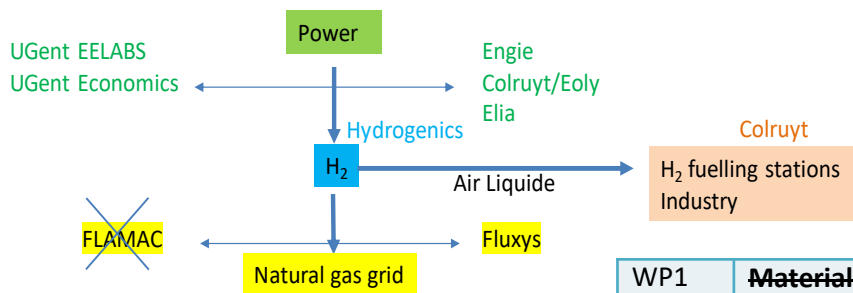 Power
UGent EELABS
UGent Economics
Engie
Colruyt/Eoly
Elia
Hydrogenics
Colruyt
H₂
Air Liquide
H₂ fuelling stations
Industry
FLAMAC
Fluxys
Natural gas grid
WP1 Material